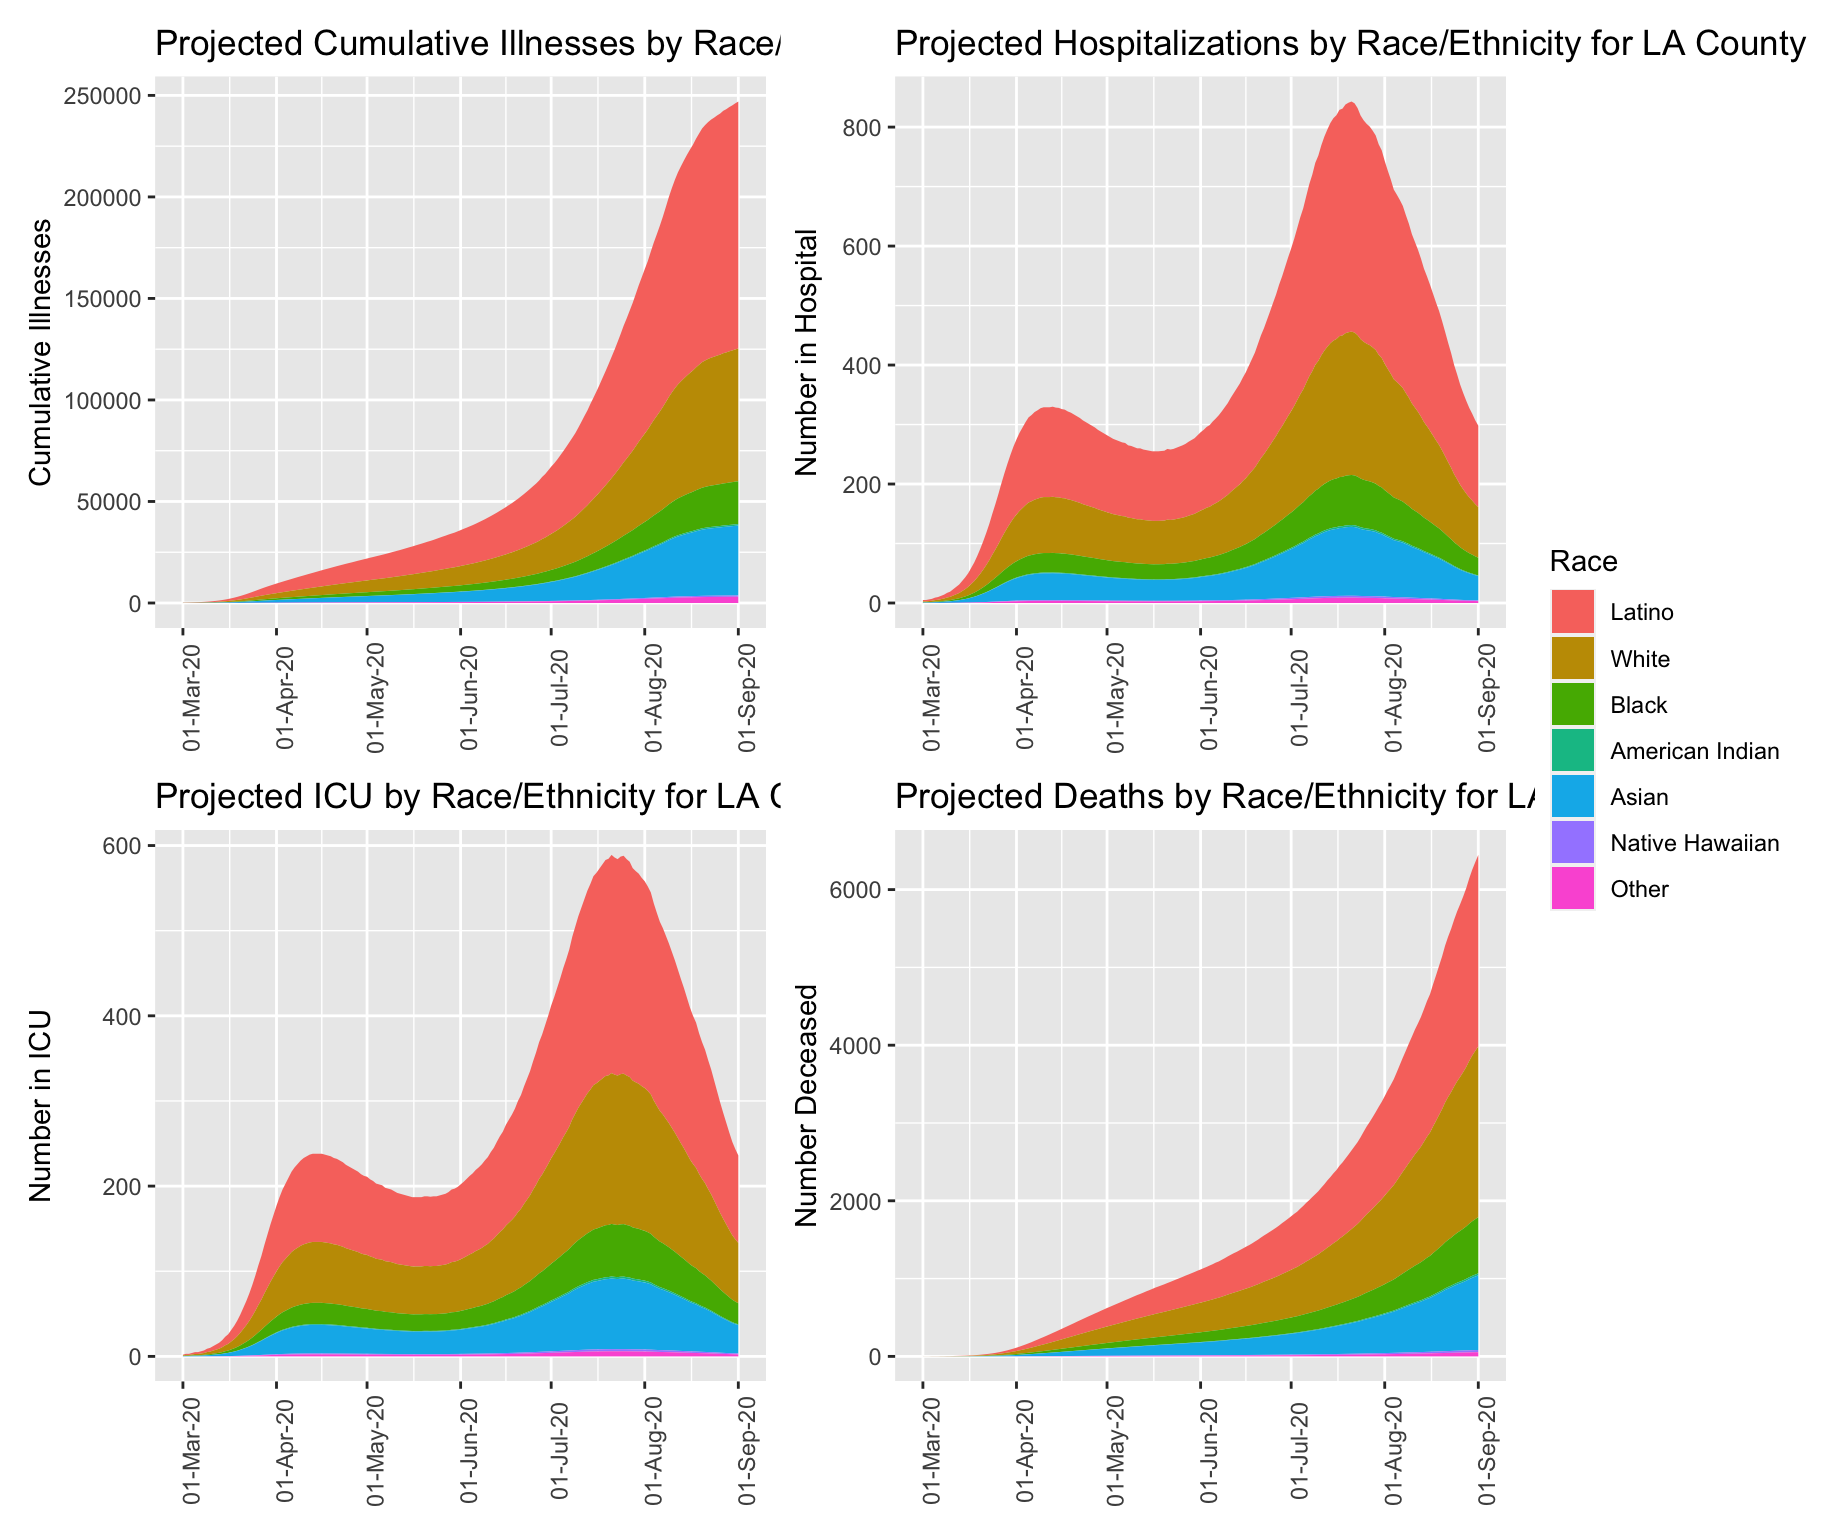 Projected Cumulative Illnesses by Race/
Cumulative Illnesses
250000
200000
150000
100000
50000
0
01-Mar-20
01-Apr-20
01-May-20
01-Jun-20
01-Jul-20
01-Aug-20
01-Sep-20
Projected Hospitalizations by Race/Ethnicity for LA County
Number in Hospital
800
600
400
200
0
01-Mar-20
01-Apr-20
01-May-20
01-Jun-20
01-Jul-20
01-Aug-20
01-Sep-20
Race
Latino
White
Black
American Indian
Asian
Native Hawaiian
Other
Projected ICU by Race/Ethnicity for LA
Number in ICU
600
400
200
0
01-Mar-20
01-Apr-20
01-May-20
01-Jun-20
01-Jul-20
01-Aug-20
01-Sep-20
Projected Deaths by Race/Ethnicity for LA
Number Deceased
6000
4000
2000
0
01-Mar-20
01-Apr-20
01-May-20
01-Jun-20
01-Jul-20
01-Aug-20
01-Sep-20